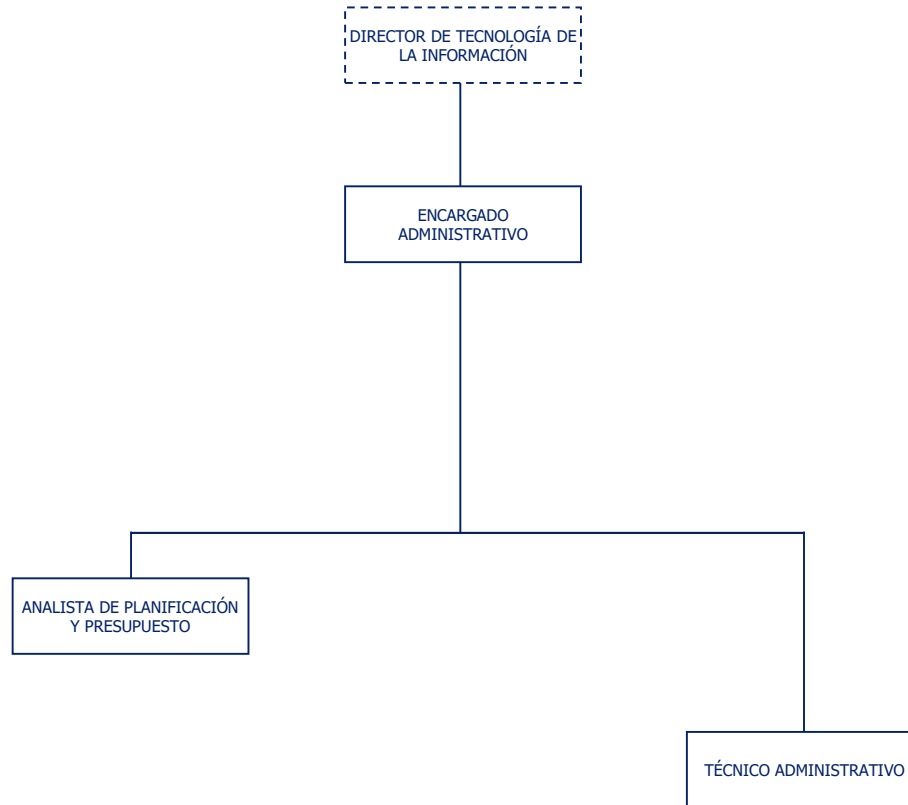 DIRECTOR DE TECNOLOGÍA DE
LA INFORMACIÓN
ENCARGADO
ADMINISTRATIVO
ANALISTA DE PLANIFICACIÓN
Y PRESUPUESTO
TÉCNICO ADMINISTRATIVO